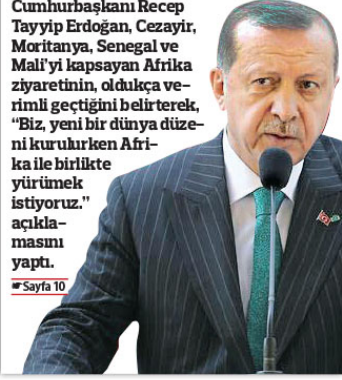 Cumhurbaşkanı Recep
Tayyip Erdoğan, Cezayir,
Moritanya, Senegal ve
Mali’yi kapsayan Afrika
ziyaretinin, oldukça ve-
rimli geçtiğini belirterek,
“Biz, yeni bir dünya düze-
ni kurulurken Afri-
ka ile birlikte
yürümek
istiyoruz.”
açıkla-
masını
yaptı.
☛Sayfa 10